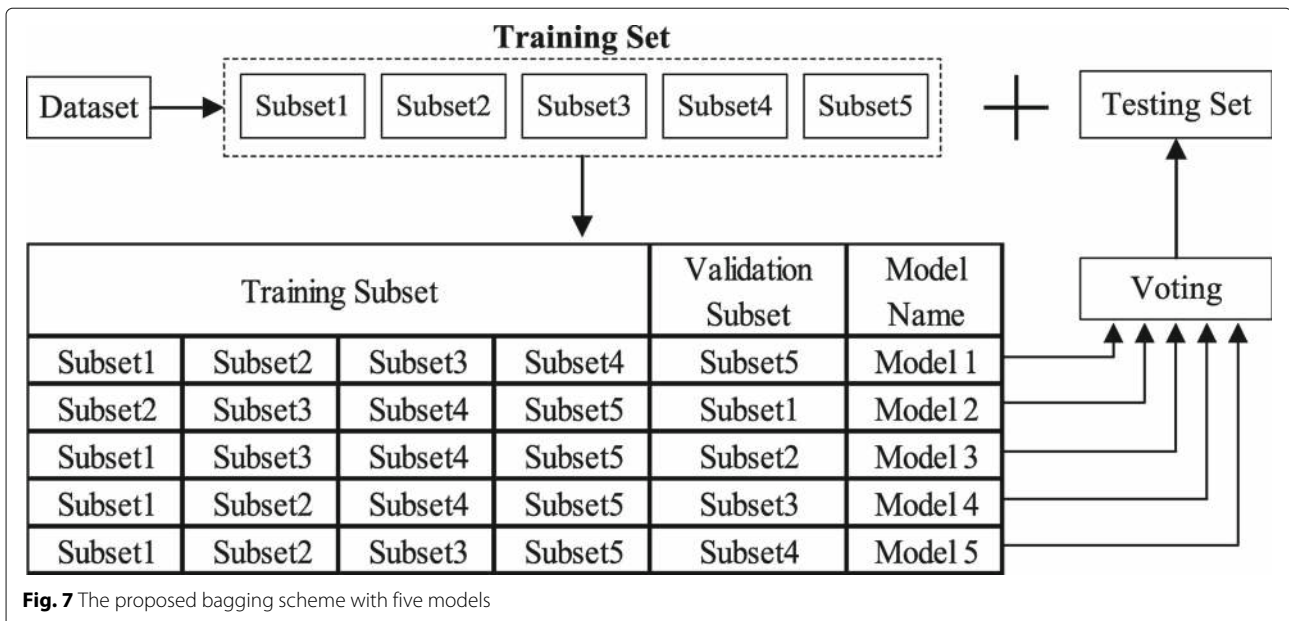 Training Set
Dataset
Subset1 Subset2 Subset3 Subset4 Subset5
Testing Set
Training Subset
Validation
Subset
Model
Name
Voting
Subset1 Subset2 Subset3 Subset4 Subset5 Model 1
Subset2 Subset3 Subset4 Subset5 Subset1 Model 2
Subset1 Subset3 Subset4 Subset5 Subset2 Model 3
Subset1 Subset2 Subset4 Subset5 Subset3 Model 4
Subset1 Subset2 Subset3 Subset5 Subset4 Model 5
Fig. 7 The proposed bagging scheme with five models